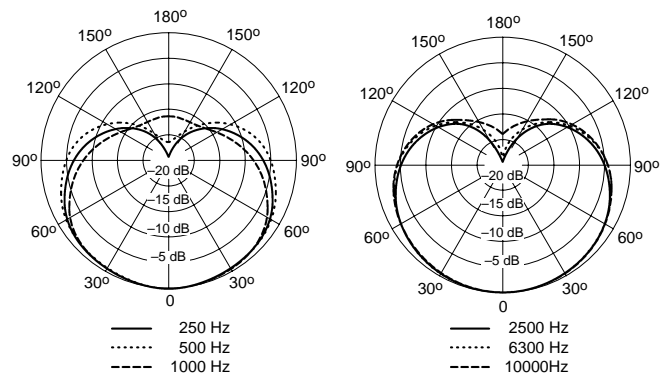 180º
150º
150º
120º
120º
90º
90º
60º
60º
30º
30º
0
–20 dB
–15 dB
–10 dB
–5 dB
250 Hz
500 Hz
1000 Hz
180º
150º
150º
120º
120º
90º
90º
60º
60º
30º
30º
0
–20 dB
–15 dB
–10 dB
–5 dB
2500 Hz
6300 Hz
10000Hz